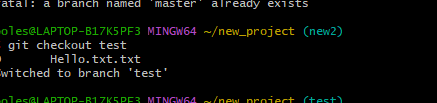 fatal: a branch named 'master' already exists
oles@LAPTOP-B17K5PF3 MINGW64 ~/new_project (new2)
git checkout test
Hello.txt.txt
Switched to branch 'test'
oles@LAPTOP-B17K5PF3 MINGW64 ~/new_project (test)